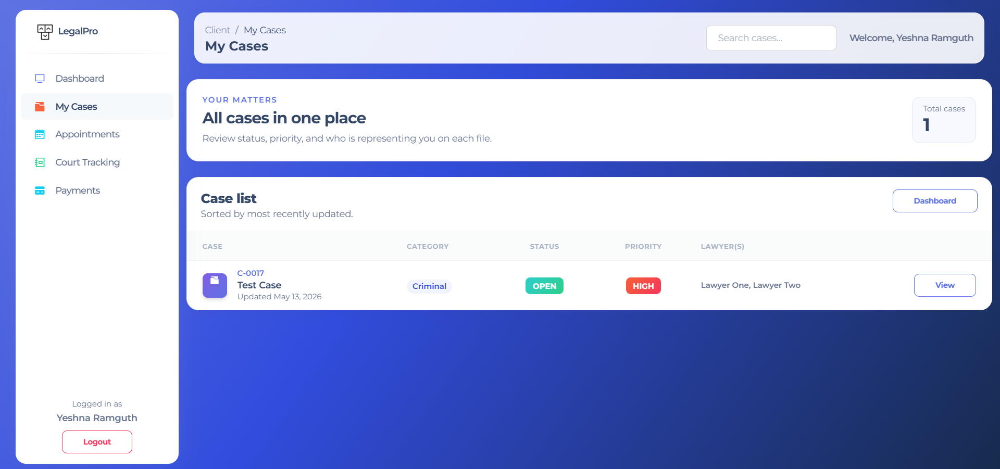 LegalPro
Dashboard
My Cases
Appointments
Court Tracking
Payments
Logged in as
Yeshna Ramguth
Logout
Client / My Cases
My Cases
Search cases...
Welcome, Yeshna Ramguth
YOUR MATTERS
All cases in one place
Review status, priority, and who is representing you on each file.
Total cases
1
Case list
Sorted by most recently updated.
Dashboard
CASE CATEGORY STATUS PRIORITY LAWYER(S)
C-0017
Test Case
Updated May 13, 2026
Criminal
OPEN
HIGH
Lawyer One, Lawyer Two
View